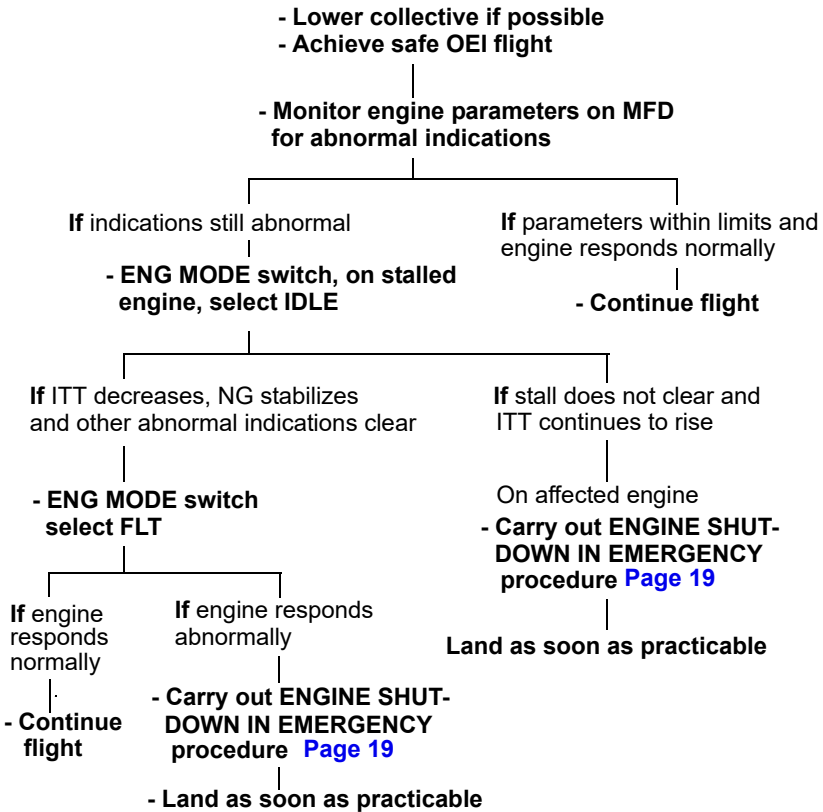 - Lower collective if possible
- Achieve safe OEI flight
- Monitor engine parameters on MFD
for abnormal indications
If indications still abnormal
- ENG MODE switch, on stalled
engine, select IDLE
If parameters within limits and
engine responds normally
- Continue flight
If ITT decreases, NG stabilizes
and other abnormal indications clear
- ENG MODE switch
select FLT
If stall does not clear and
ITT continues to rise
On affected engine
- Carry out ENGINE SHUT-
DOWN IN EMERGENCY
procedure Page 19
Land as soon as practicable
If engine
responds
normally
- Continue
flight
If engine responds
abnormally
- Carry out ENGINE SHUT-
DOWN IN EMERGENCY
procedure Page 19
- Land as soon as practicable